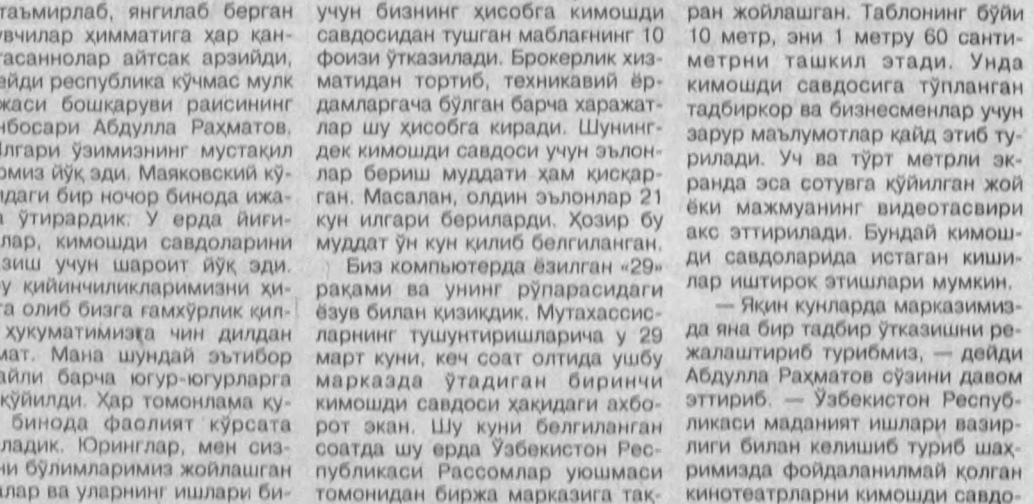 таъмирлаб, янгилаб берган
увчилар ҳимматига ҳар қан-
тасаннолар айтсак арзийди,
ейди республика кўчмас мулк
жаси бошқаруви раисининг
нбосари Абдулла Раҳматов.
Илгари ўзимизнинг мустақил
омиз йўқ эди. Маяковский кў-
идаги бир ночор бинода ижа-
а ўтирардик. У ерда йиғи-
лар, кимошди савдоларини
зиш учун шароит йўқ эди.
у қийинчиликларимизни ҳи-
га олиб бизга ғамхўрлик қил-
ҳукуматимизга чин дилдан
мат. Мана шундай эътибор
айли барча югур-югурларга
қўйилди. Ҳар томонлама қу-
бинода фаолият кўрсата
ладик. Юринглар, мен сиз-
ни бўлимларимиз жойлашган
алар ва уларнинг ишлари би-
учун бизнинг ҳисобга кимошди
савдосидан тушган маблағнинг 10
фоизи ўтказилади. Брокерлик хиз-
матидан тортиб, техникавий ёр-
дамларгача бўлган барча харажат-
лар шу ҳисобга киради. Шунинг-
дек кимошди савдоси учун эълон-
лар бериш муддати ҳам қисқар-
ган. Масалан, олдин эълонлар 21
кун илгари бериларди. Ҳозир бу
муддат ўн кун қилиб белгиланган.
Биз компьютерда ёзилган «29»
рақами ва унинг рўпарасидаги
ёзув билан қизиқдик. Мутахассис-
ларнинг тушунтиришларича у 29
март куни, кеч соат олтида ушбу
марказда ўтадиган биринчи
кимошди савдоси ҳақидаги ахбо-
рот экан. Шу куни белгиланган
соатда шу ерда Ўзбекистон Рес-
публикаси Рассомлар уюшмаси
томонидан биржа марказига тақ-
ран жойлашган. Таблонинг бўйи
10 метр, эни 1 метру 60 санти-
метрни ташкил этади. Унда
кимошди савдосига тўпланган
тадбиркор ва бизнесменлар учун
зарур маълумотлар қайд этиб ту-
рилади. Уч ва тўрт метрли эк-
ранда эса сотувга қўйилган жой
ёки мажмуанинг видеотасвири
акс эттирилади. Бундай кимош-
ди савдоларида истаган киши-
лар иштирок этишлари мумкин.
— Яқин кунларда марказимиз-
да яна бир тадбир ўтказишни ре-
жалаштириб турибмиз, — дейди
Абдулла Раҳматов сўзини давом
эттириб. — Ўзбекистон Респуб-
ликаси маданият ишлари вазир-
лиги билан келишиб туриб шаҳ-
римизда фойдаланилмай қолган
кинотеатрларни кимошди савдо-